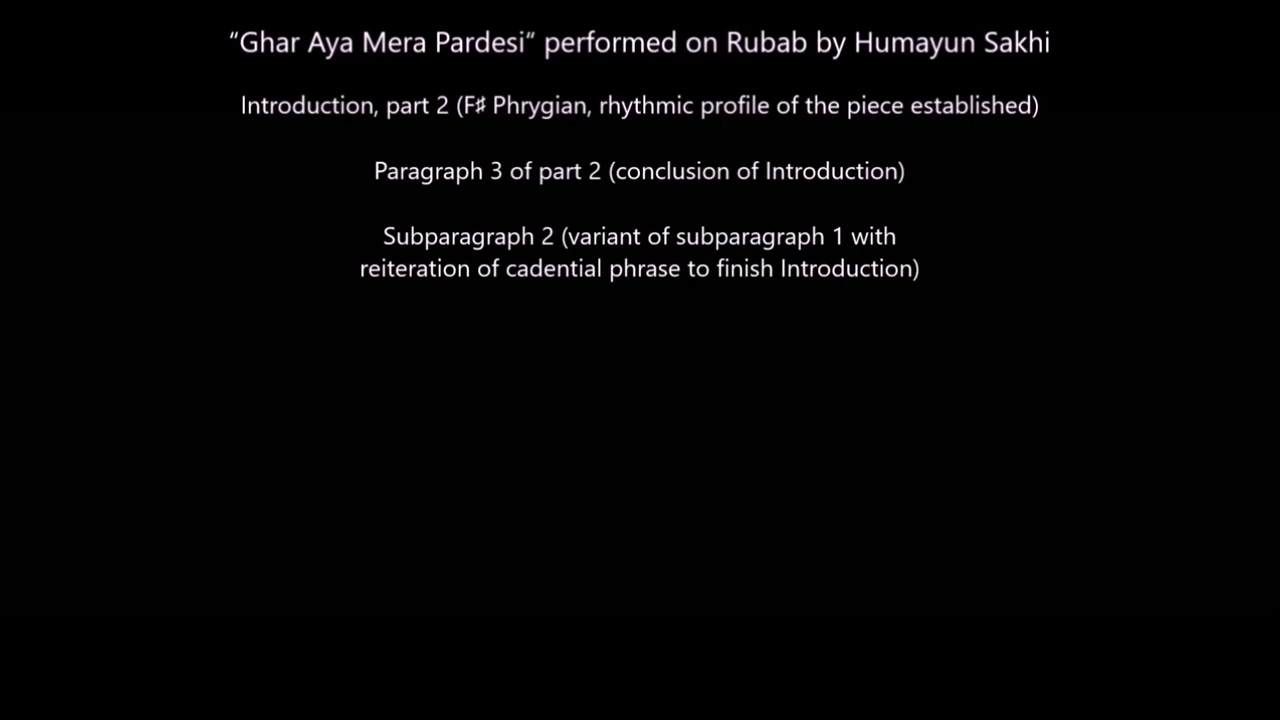 “Ghar Aya Mera Pardesi“ performed on Rubab by Humayun Sakhi
Introduction, part 2 (F♯ Phrygian, rhythmic profile of the piece established)
Paragraph 3 of part 2 (conclusion of Introduction)
Subparagraph 2 (variant of subparagraph 1 with
reiteration of cadential phrase to finish Introduction)